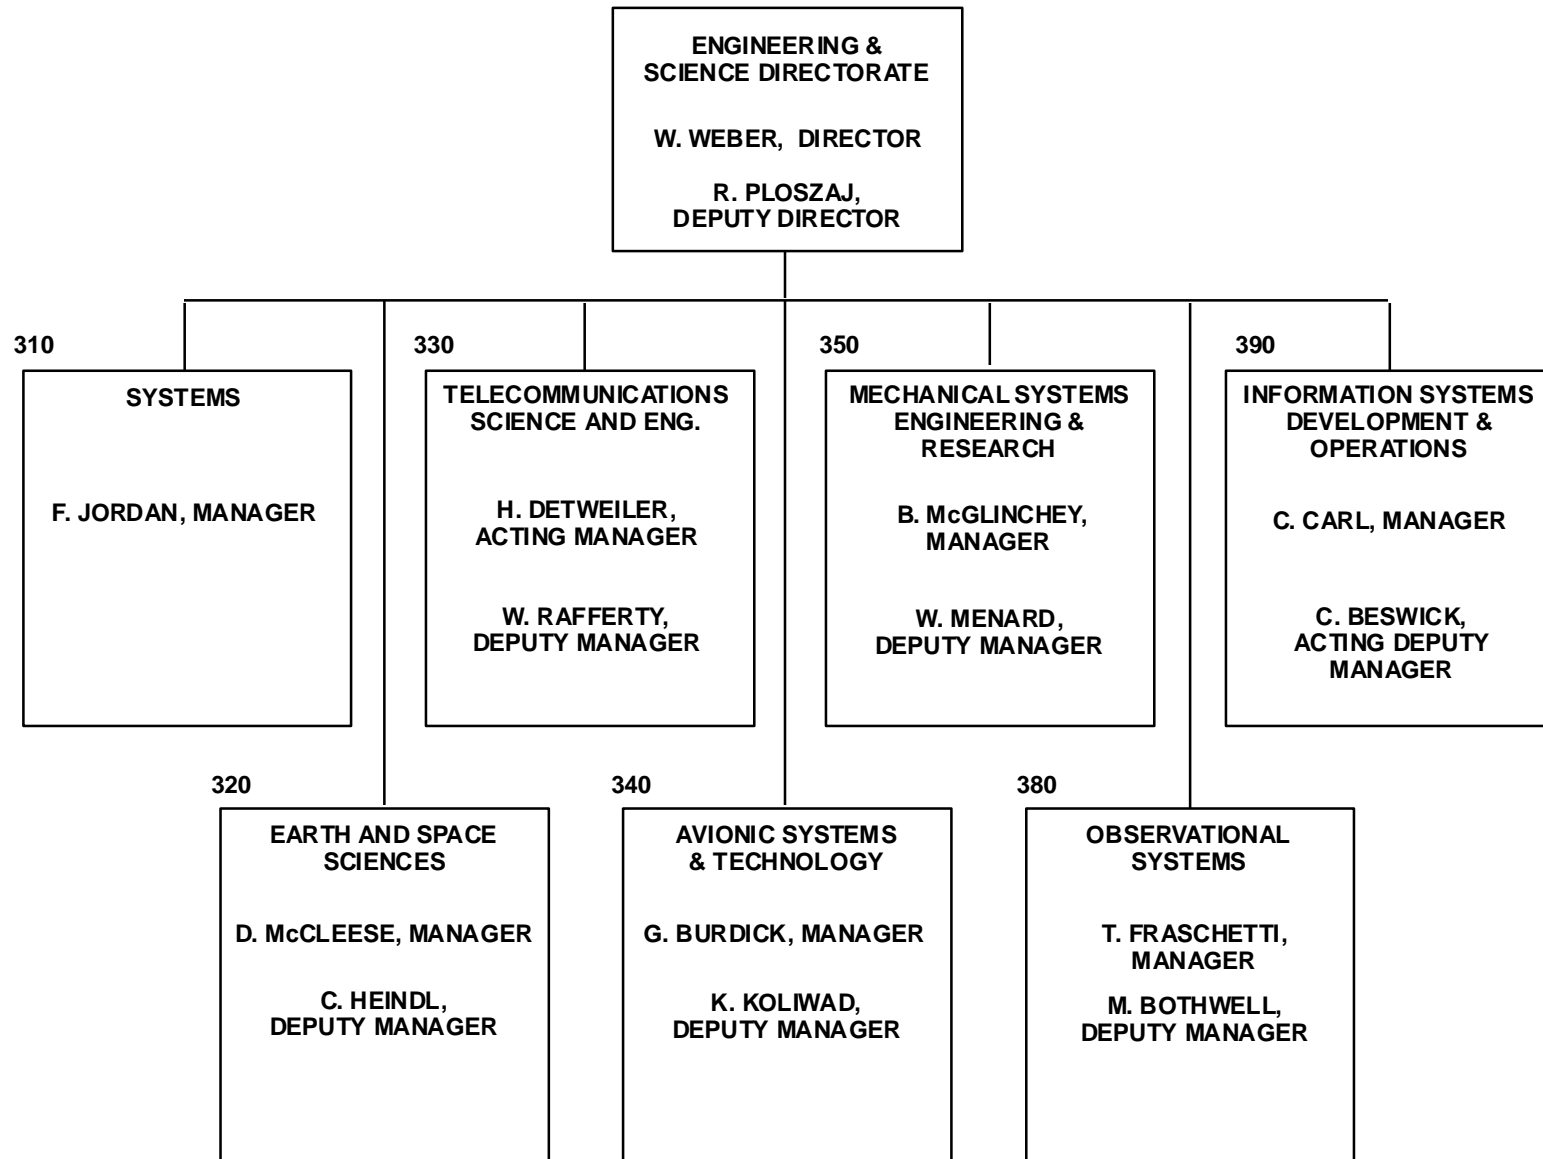 ENGINEERING &
SCIENCE DIRECTORATE
W. WEBER, DIRECTOR
R. PLOSZAJ,
DEPUTY DIRECTOR
310
SYSTEMS
F. JORDAN, MANAGER
330
TELECOMMUNICATIONS
SCIENCE AND ENG.
H. DETWEILER,
ACTING MANAGER
W. RAFFERTY,
DEPUTY MANAGER
350
MECHANICAL SYSTEMS
ENGINEERING &
RESEARCH
B. McGLINCHEY,
MANAGER
W. MENARD,
DEPUTY MANAGER
390
INFORMATION SYSTEMS
DEVELOPMENT &
OPERATIONS
C. CARL, MANAGER
C. BESWICK,
ACTING DEPUTY
MANAGER
320
EARTH AND SPACE
SCIENCES
D. McCLEESE, MANAGER
C. HEINDL,
DEPUTY MANAGER
340
AVIONIC SYSTEMS
& TECHNOLOGY
G. BURDICK, MANAGER
K. KOLIWAD,
DEPUTY MANAGER
380
OBSERVATIONAL
SYSTEMS
T. FRASCHETTI,
MANAGER
M. BOTHWELL,
DEPUTY MANAGER